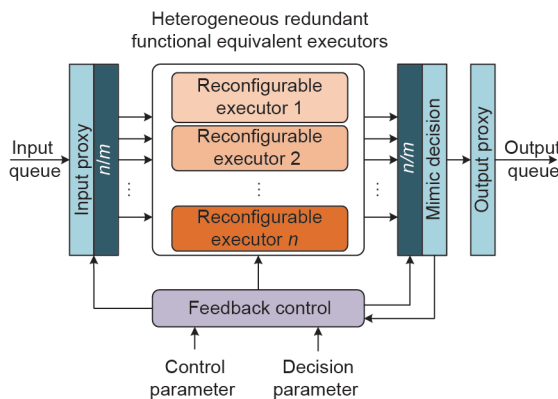 Heterogeneous redundant
functional equivalent executors
Input
queue
Input proxy
n/m
Reconfigurable
executor 1
Reconfigurable
executor 2
...
...
...
Reconfigurable
executor n
n/m
Mimic decision
Output proxy
Output
queue
Feedback control
Control
parameter
Decision
parameter